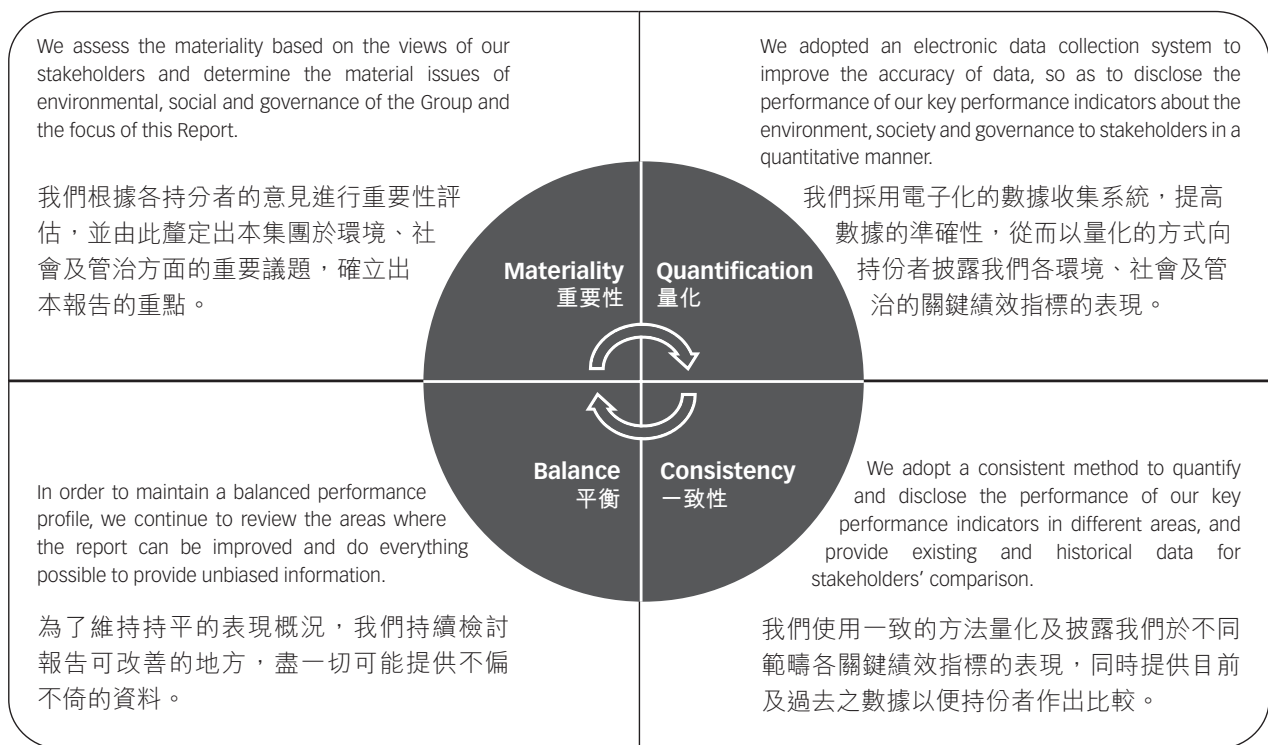 We assess the materiality based on the views of our
stakeholders and determine the material issues of
environmental, social and governance of the Group and
the focus of this Report.
我們根據各持分者的意見進行重要性評
估，並由此釐定出本集團於環境、社
會及管治方面的重要議題，確立出
本報告的重點。
Materiality
重要性
We adopted an electronic data collection system to
improve the accuracy of data, so as to disclose the
performance of our key performance indicators about the
environment, society and governance to stakeholders in a
quantitative manner.
我們採用電子化的數據收集系統，提高
數據的準確性，從而以量化的方式向
持份者披露我們各環境、社會及管
治的關鍵績效指標的表現。
Quantification
量化
Balance
平衡
In order to maintain a balanced performance
profile, we continue to review the areas where
the report can be improved and do everything
possible to provide unbiased information.
為了維持持平的表現概況，我們持續檢討
報告可改善的地方，盡一切可能提供不偏
不倚的資料。
Consistency
一致性
We adopt a consistent method to quantify
and disclose the performance of our key
performance indicators in different areas, and
provide existing and historical data for
stakeholders’ comparison.
我們使用一致的方法量化及披露我們於不同
範疇各關鍵績效指標的表現，同時提供目前
及過去之數據以便持份者作出比較。